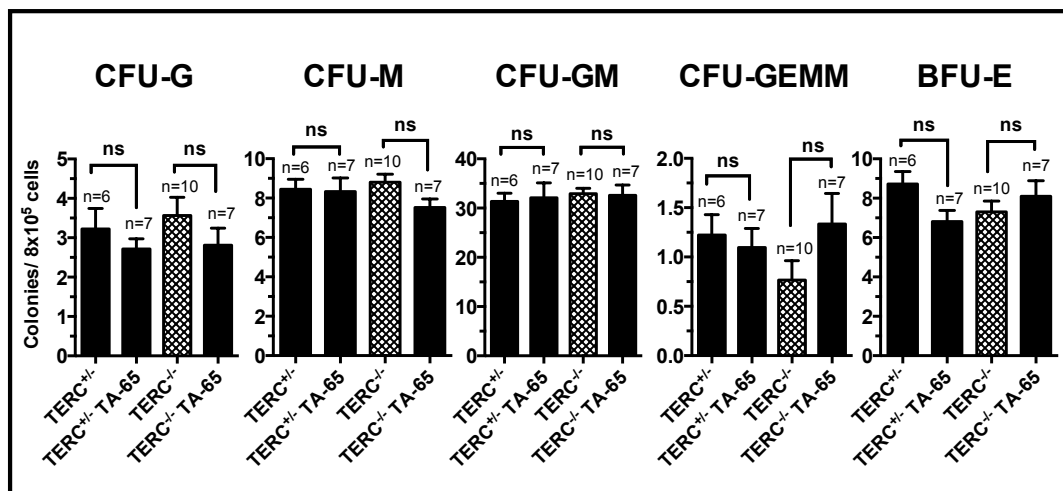 CFU-G CFU-M CFU-GM CFU-GEMM BFU-E
Colonies/ 8x10⁵ cells
ns ns
n=6 n=7 n=10 n=7
5
4
3
2
1
0
TERC⁺/⁻
TERC⁺/⁻ TA-65
TERC⁻/⁻
TERC⁻/⁻ TA-65
ns ns
n=6 n=7 n=10 n=7
10
8
6
4
2
0
TERC⁺/⁻
TERC⁺/⁻ TA-65
TERC⁻/⁻
TERC⁻/⁻ TA-65
ns ns
n=6 n=7 n=10 n=7
40
30
20
10
0
TERC⁺/⁻
TERC⁺/⁻ TA-65
TERC⁻/⁻
TERC⁻/⁻ TA-65
ns ns
n=6 n=7 n=10 n=7
2.0
1.5
1.0
0.5
0.0
TERC⁺/⁻
TERC⁺/⁻ TA-65
TERC⁻/⁻
TERC⁻/⁻ TA-65
ns ns
n=6 n=7 n=10 n=7
10
8
6
4
2
0
TERC⁺/⁻
TERC⁺/⁻ TA-65
TERC⁻/⁻
TERC⁻/⁻ TA-65